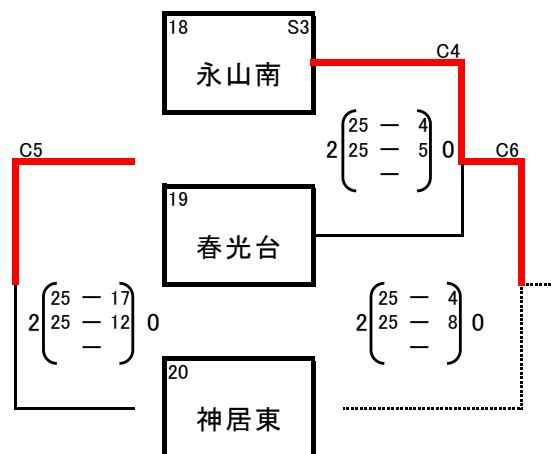 18 S3
永山南
C4
25 — 4
2 25 — 5 0
—
C5
C6
19
春光台
25 — 17
2 25 — 12 0
—
25 — 4
2 25 — 8 0
—
20
神居東